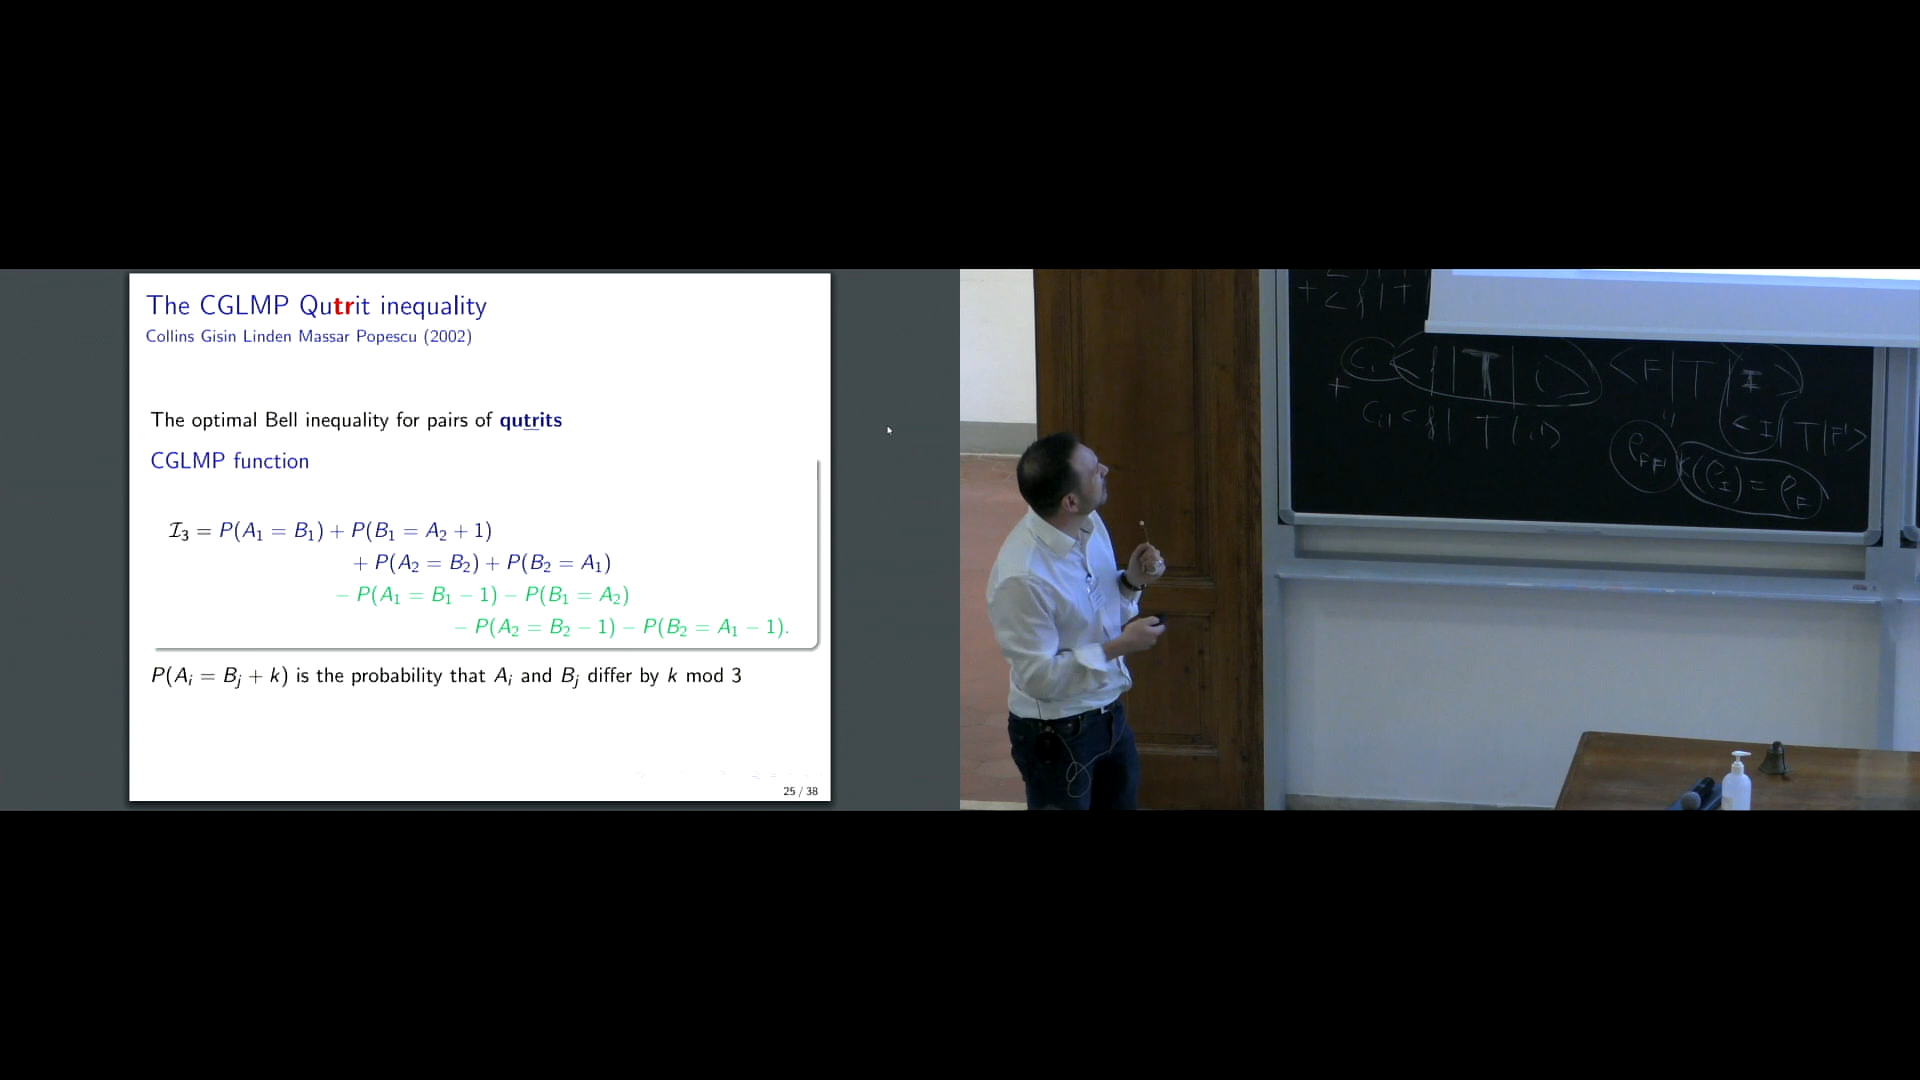 The CGLMP Qutrit inequality
Collins Gisin Linden Massar Popescu (2002)
The optimal Bell inequality for pairs of qutrits
CGLMP function
I₃ = P(A₁ = B₁) + P(B₁ = A₂ + 1)
+ P(A₂ = B₂) + P(B₂ = A₁)
− P(A₁ = B₁ − 1) − P(B₁ = A₂)
− P(A₂ = B₂ − 1) − P(B₂ = A₁ − 1).
P(Aᵢ = Bⱼ + k) is the probability that Aᵢ and Bⱼ differ by k mod 3
25 / 38
<F|T|I>
<I|T|F'>
(ρ_I) = ρ_F